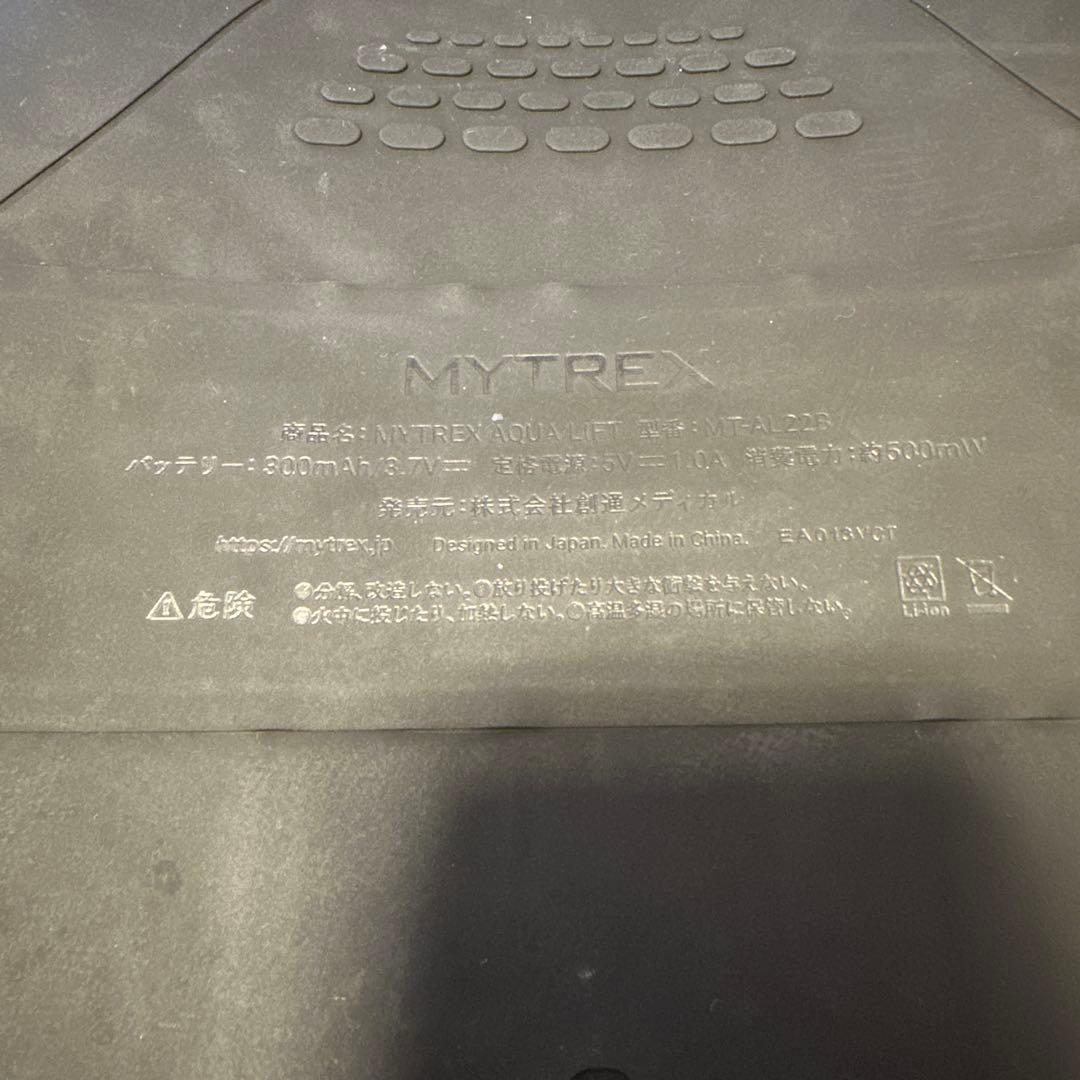 MYTREX
商品名：MYTREX AQUA LIFT 型番：MT-AL22B
バッテリー：300mAh/3.7V⎓ 定格電源：5V⎓1.0A 消費電力：約500mW
発売元：株式会社創通メディカル
https://mytrex.jp Designed in Japan. Made in China. EA043VCT
⚠危険 ●分解、改造しない。●放り投げたり大きな衝撃を与えない。
●火中に投じたり、加熱しない。●高温多湿の場所に保管しない。
Li-ion